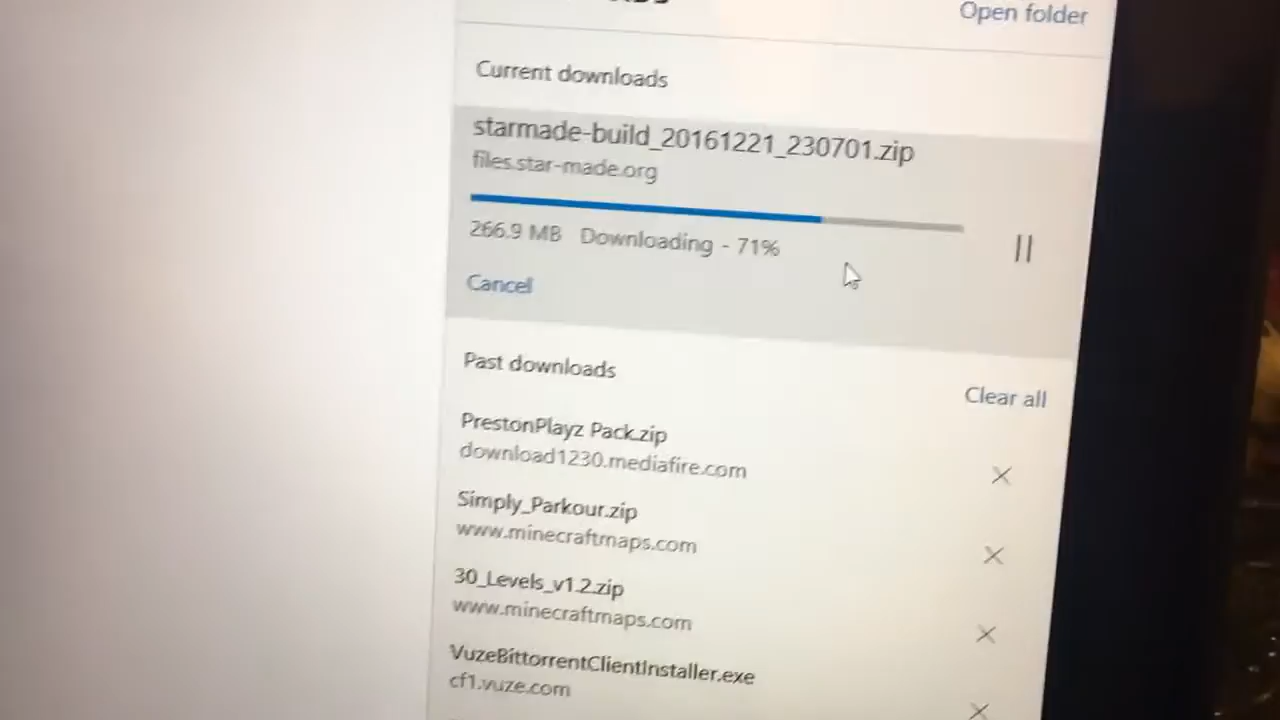 Open folder
Current downloads
starmade-build_20161221_230701.zip
files.star-made.org
266.9 MB Downloading - 71%
Cancel
Past downloads
Clear all
PrestonPlayz Pack.zip
download1230.mediafire.com
Simply_Parkour.zip
www.minecraftmaps.com
30_Levels_v1.2.zip
www.minecraftmaps.com
VuzeBittorrentClientInstaller.exe
cf1.vuze.com